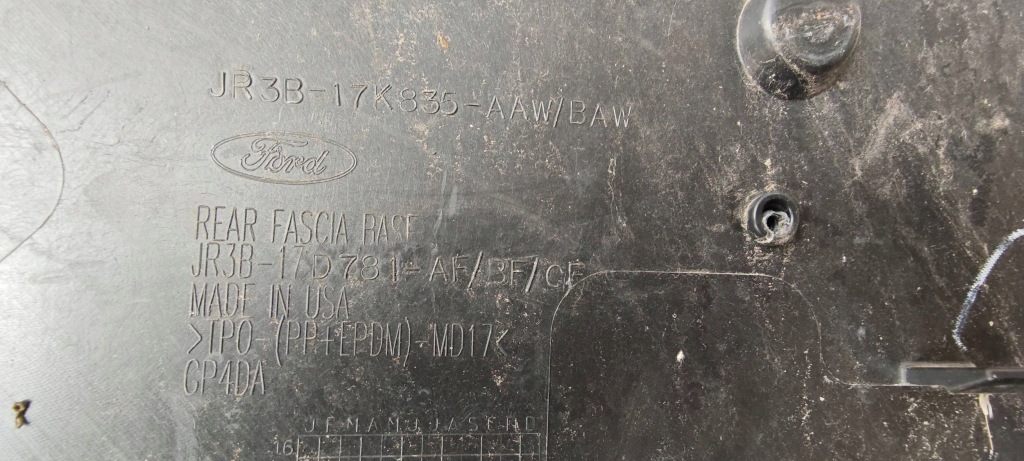 JR3B-17K835-AAW/BAW
Ford
REAR FASCIA BASE
JR3B-17D781-AF/BF/CF
MADE IN USA
>TPO-(PP+EPDM)-MD17<
GP4DA
J F M A M J J A S E N D
16